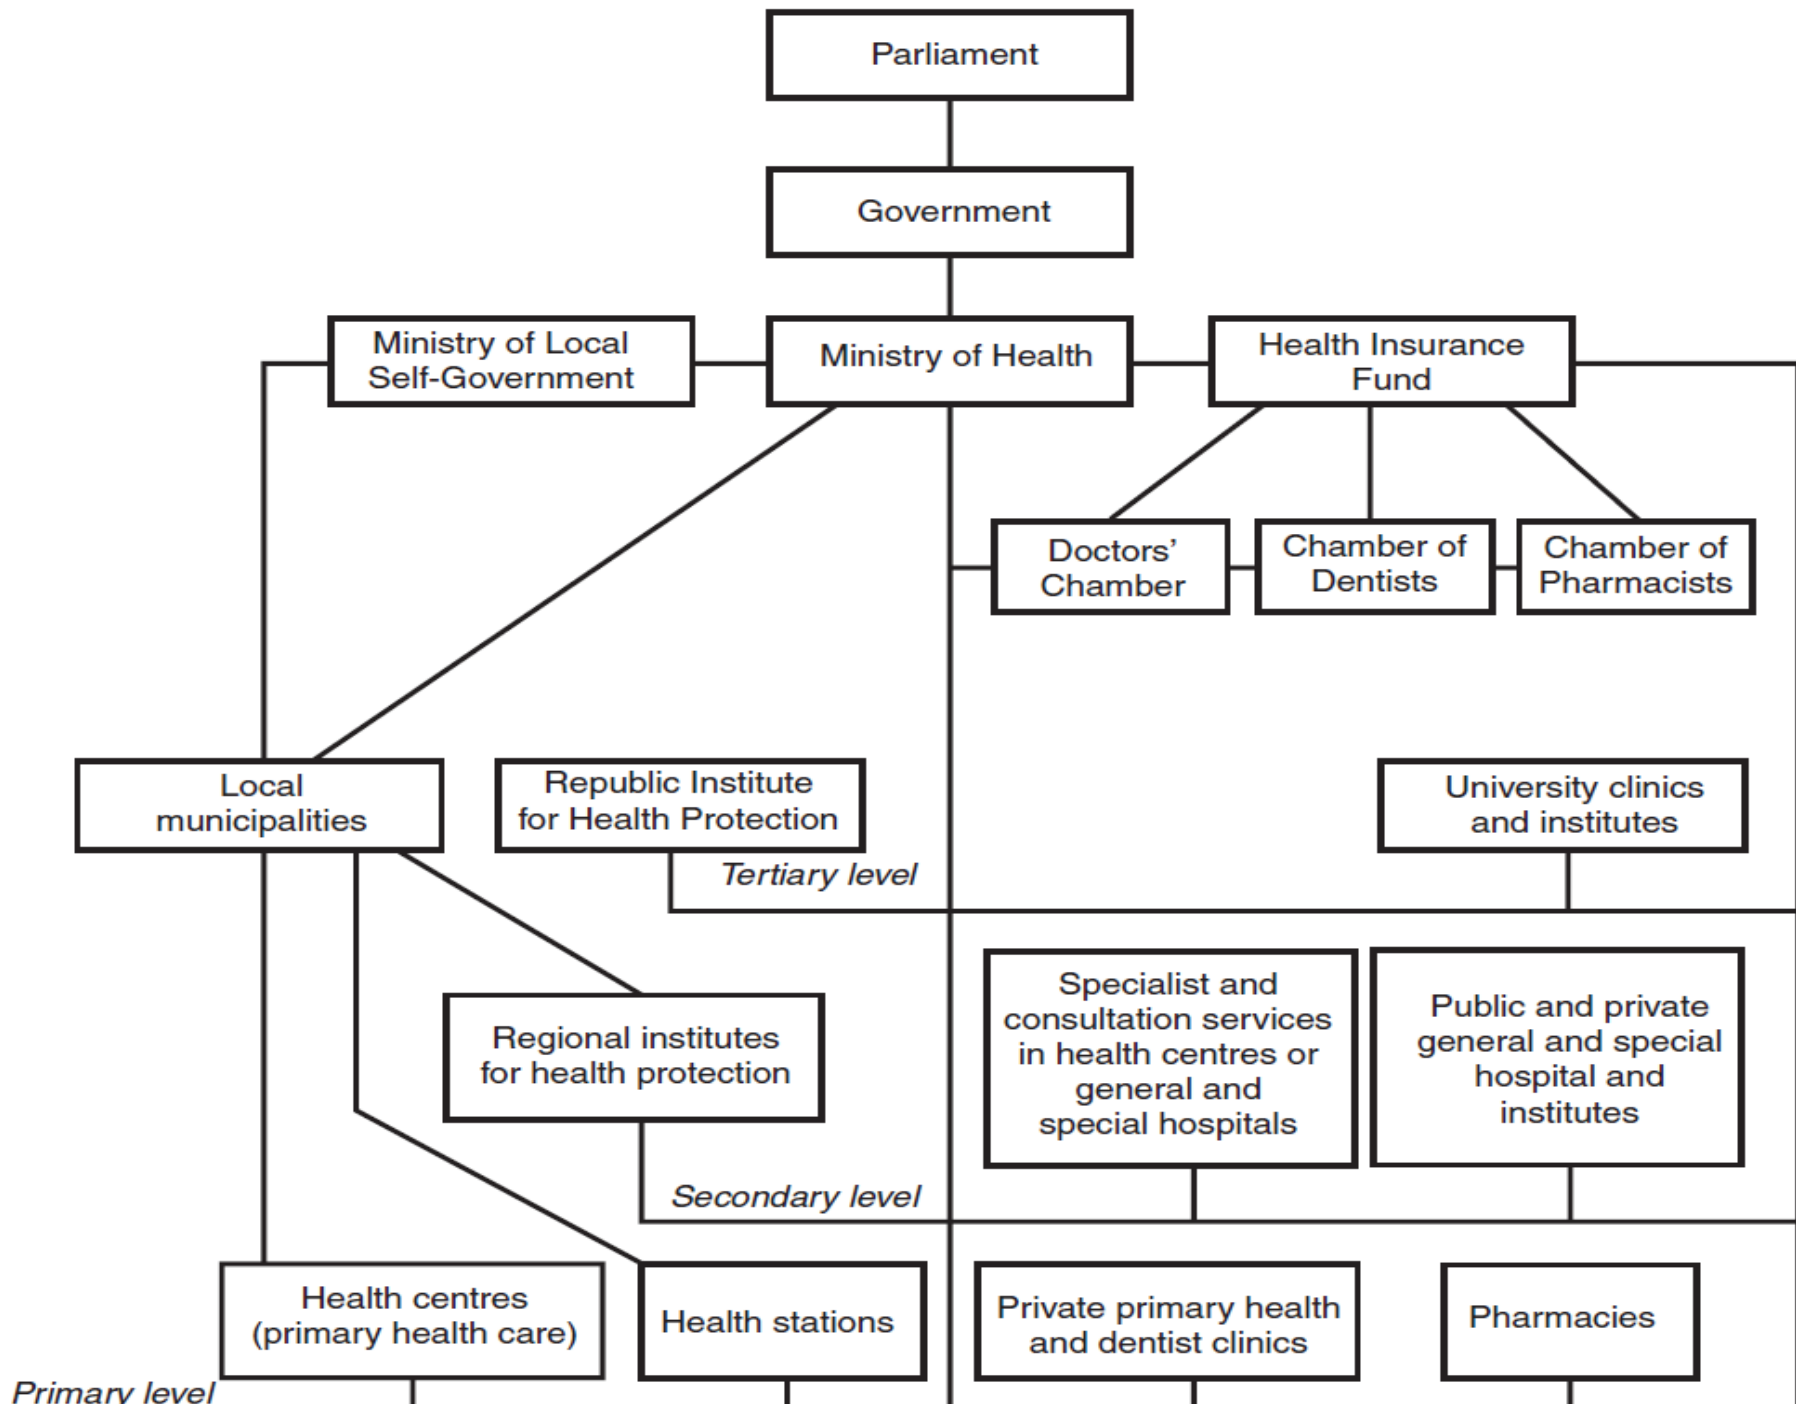 Parliament
Government
Ministry of Local
Self-Government
Ministry of Health
Health Insurance
Fund
Doctors’
Chamber
Chamber of
Dentists
Chamber of
Pharmacists
Local
municipalities
Republic Institute
for Health Protection
University clinics
and institutes
Tertiary level
Regional institutes
for health protection
Specialist and
consultation services
in health centres or
general and
special hospitals
Public and private
general and special
hospital and
institutes
Secondary level
Health centres
(primary health care)
Health stations
Private primary health
and dentist clinics
Pharmacies
Primary level